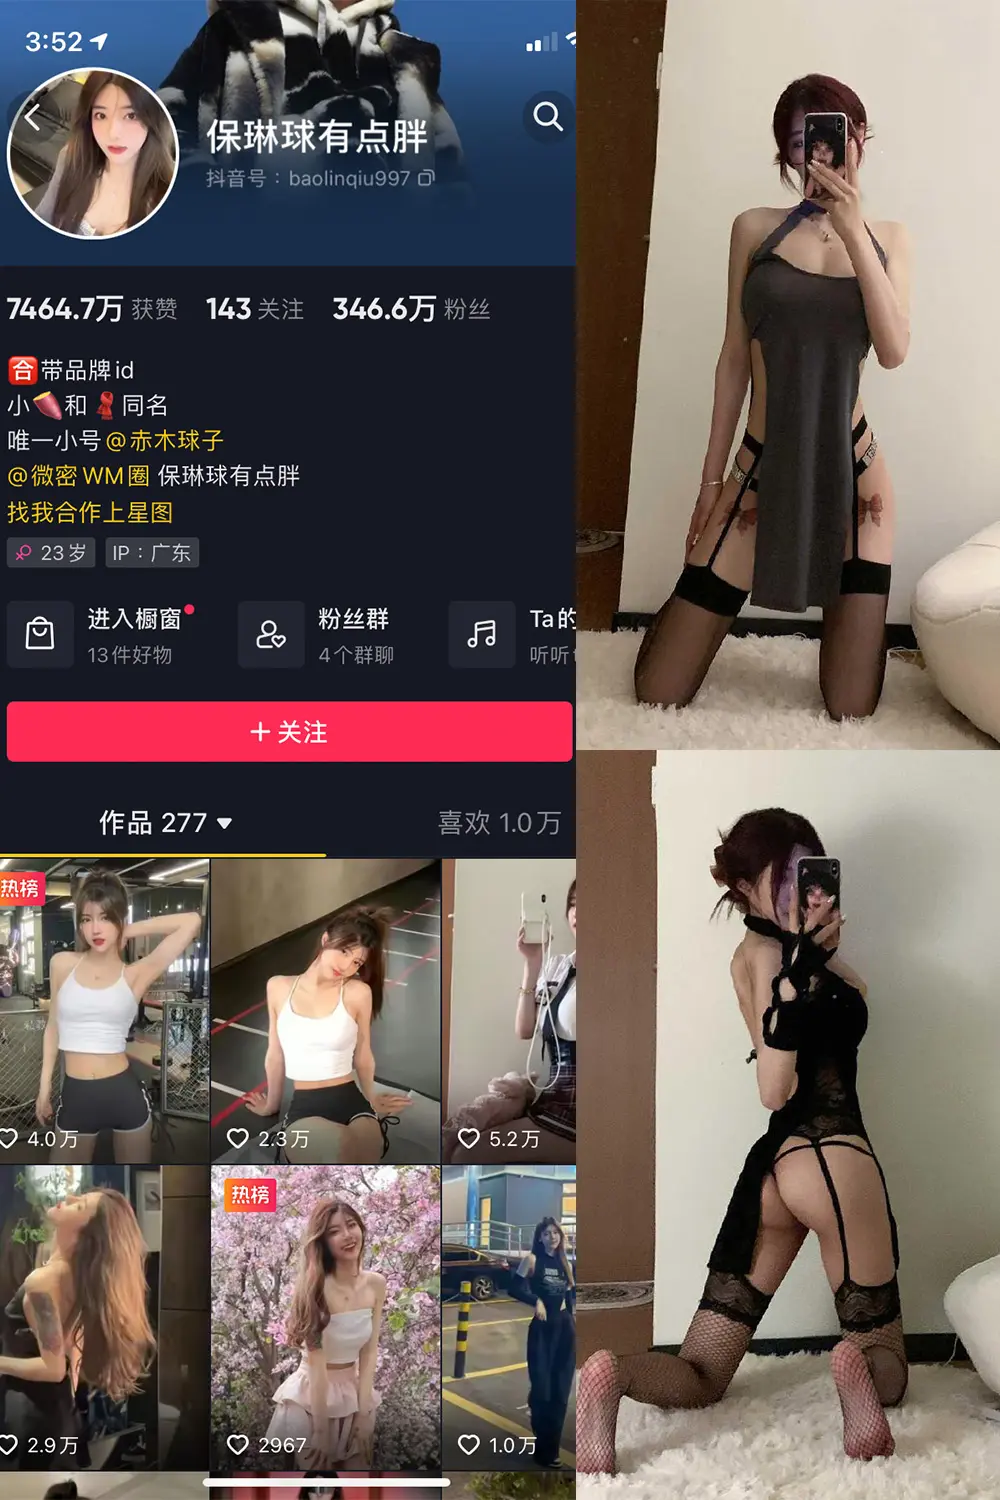 3:52
保琳球有点胖
抖音号：baolinqiu997
7464.7万 获赞 143 关注 346.6万 粉丝
合 带品牌id
小🍠和🧣同名
唯一小号 @赤木球子
@微密WM圈 保琳球有点胖
找我合作上星图
♀ 23岁 IP：广东
进入橱窗 粉丝群 Ta的
13件好物 4个群聊 听听
+ 关注
作品 277 ▼ 喜欢 1.0万
热榜
4.0万 2.3万 5.2万
热榜
2.9万 2967 1.0万